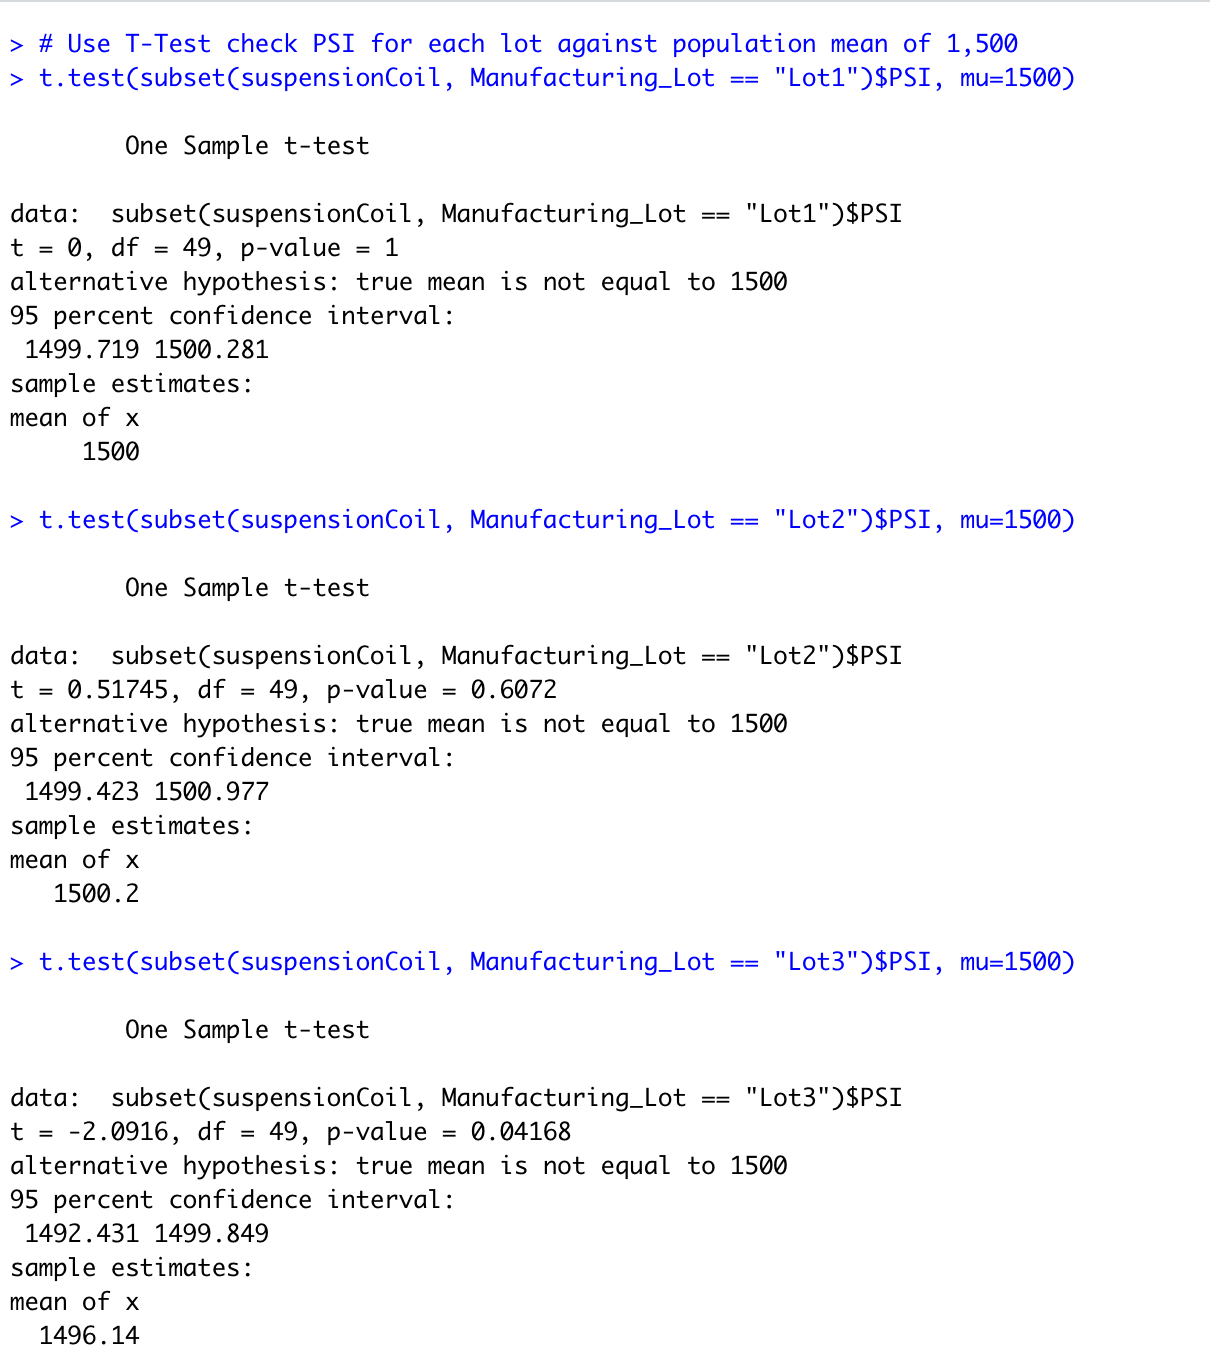 > # Use T-Test check PSI for each lot against population mean of 1,500
> t.test(subset(suspensionCoil, Manufacturing_Lot == "Lot1")$PSI, mu=1500)
One Sample t-test
data:  subset(suspensionCoil, Manufacturing_Lot == "Lot1")$PSI
t = 0, df = 49, p-value = 1
alternative hypothesis: true mean is not equal to 1500
95 percent confidence interval:
1499.719 1500.281
sample estimates:
mean of x
1500
> t.test(subset(suspensionCoil, Manufacturing_Lot == "Lot2")$PSI, mu=1500)
One Sample t-test
data:  subset(suspensionCoil, Manufacturing_Lot == "Lot2")$PSI
t = 0.51745, df = 49, p-value = 0.6072
alternative hypothesis: true mean is not equal to 1500
95 percent confidence interval:
1499.423 1500.977
sample estimates:
mean of x
1500.2
> t.test(subset(suspensionCoil, Manufacturing_Lot == "Lot3")$PSI, mu=1500)
One Sample t-test
data:  subset(suspensionCoil, Manufacturing_Lot == "Lot3")$PSI
t = -2.0916, df = 49, p-value = 0.04168
alternative hypothesis: true mean is not equal to 1500
95 percent confidence interval:
1492.431 1499.849
sample estimates:
mean of x
1496.14